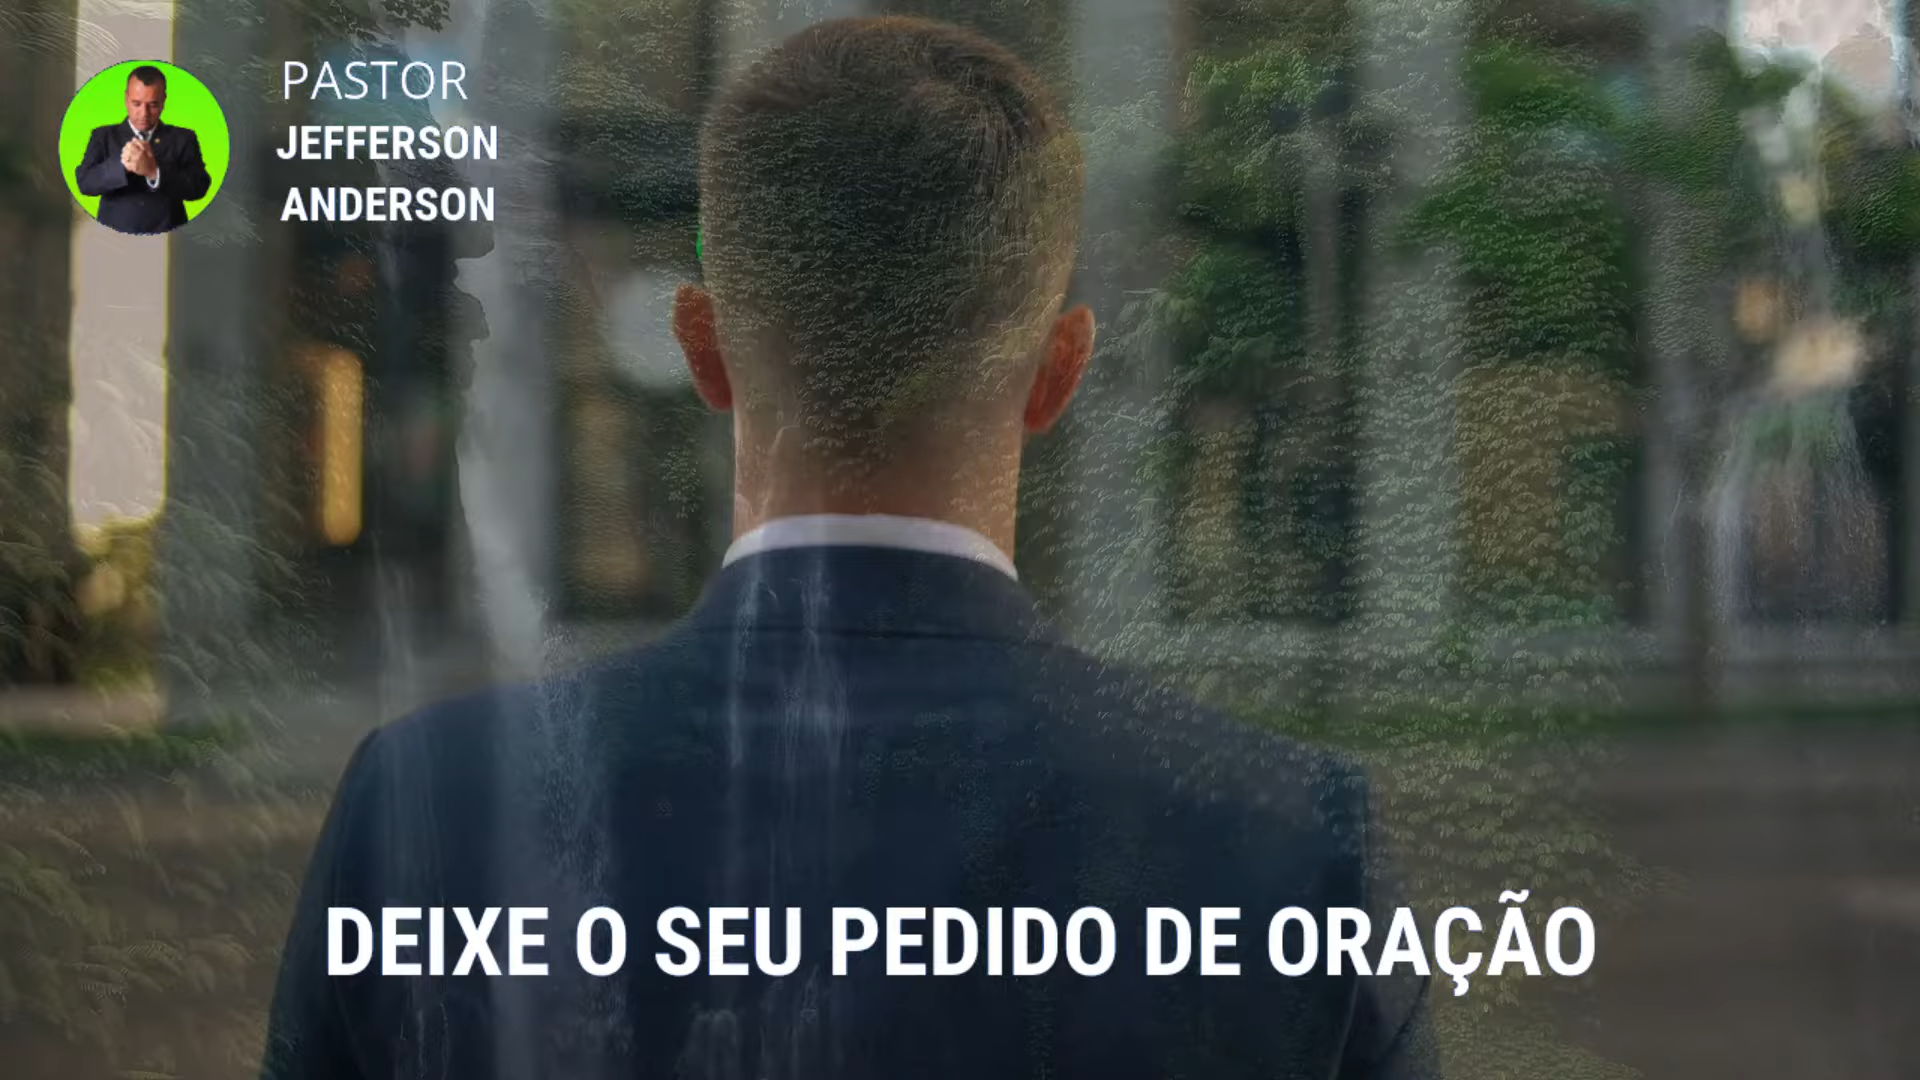 PASTOR
JEFFERSON
ANDERSON
DEIXE O SEU PEDIDO DE ORAÇÃO